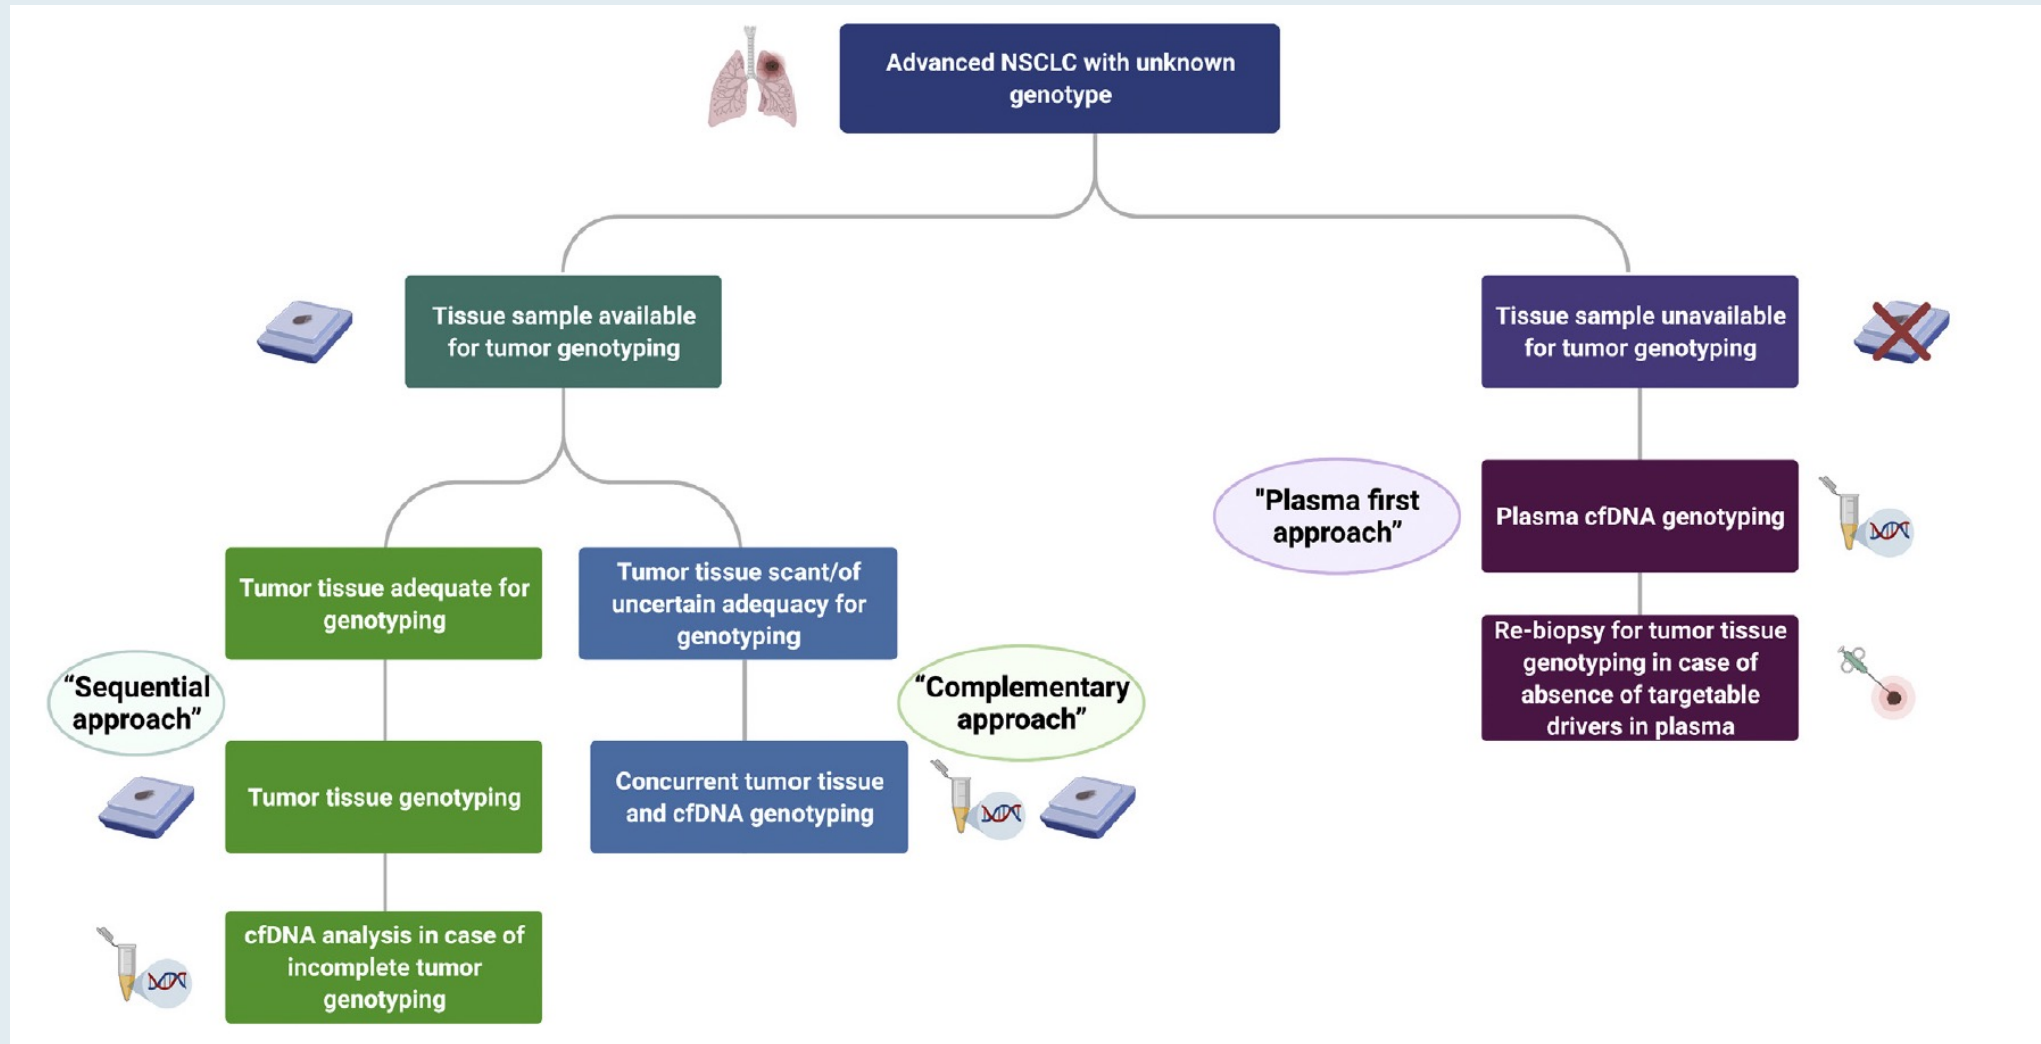 Advanced NSCLC with unknown
genotype
Tissue sample available
for tumor genotyping
Tissue sample unavailable
for tumor genotyping
"Plasma first
approach”
Plasma cfDNA genotyping
Tumor tissue adequate for
genotyping
Tumor tissue scant/of
uncertain adequacy for
genotyping
Re-biopsy for tumor tissue
genotyping in case of
absence of targetable
drivers in plasma
“Sequential
approach”
“Complementary
approach”
Tumor tissue genotyping
Concurrent tumor tissue
and cfDNA genotyping
cfDNA analysis in case of
incomplete tumor
genotyping